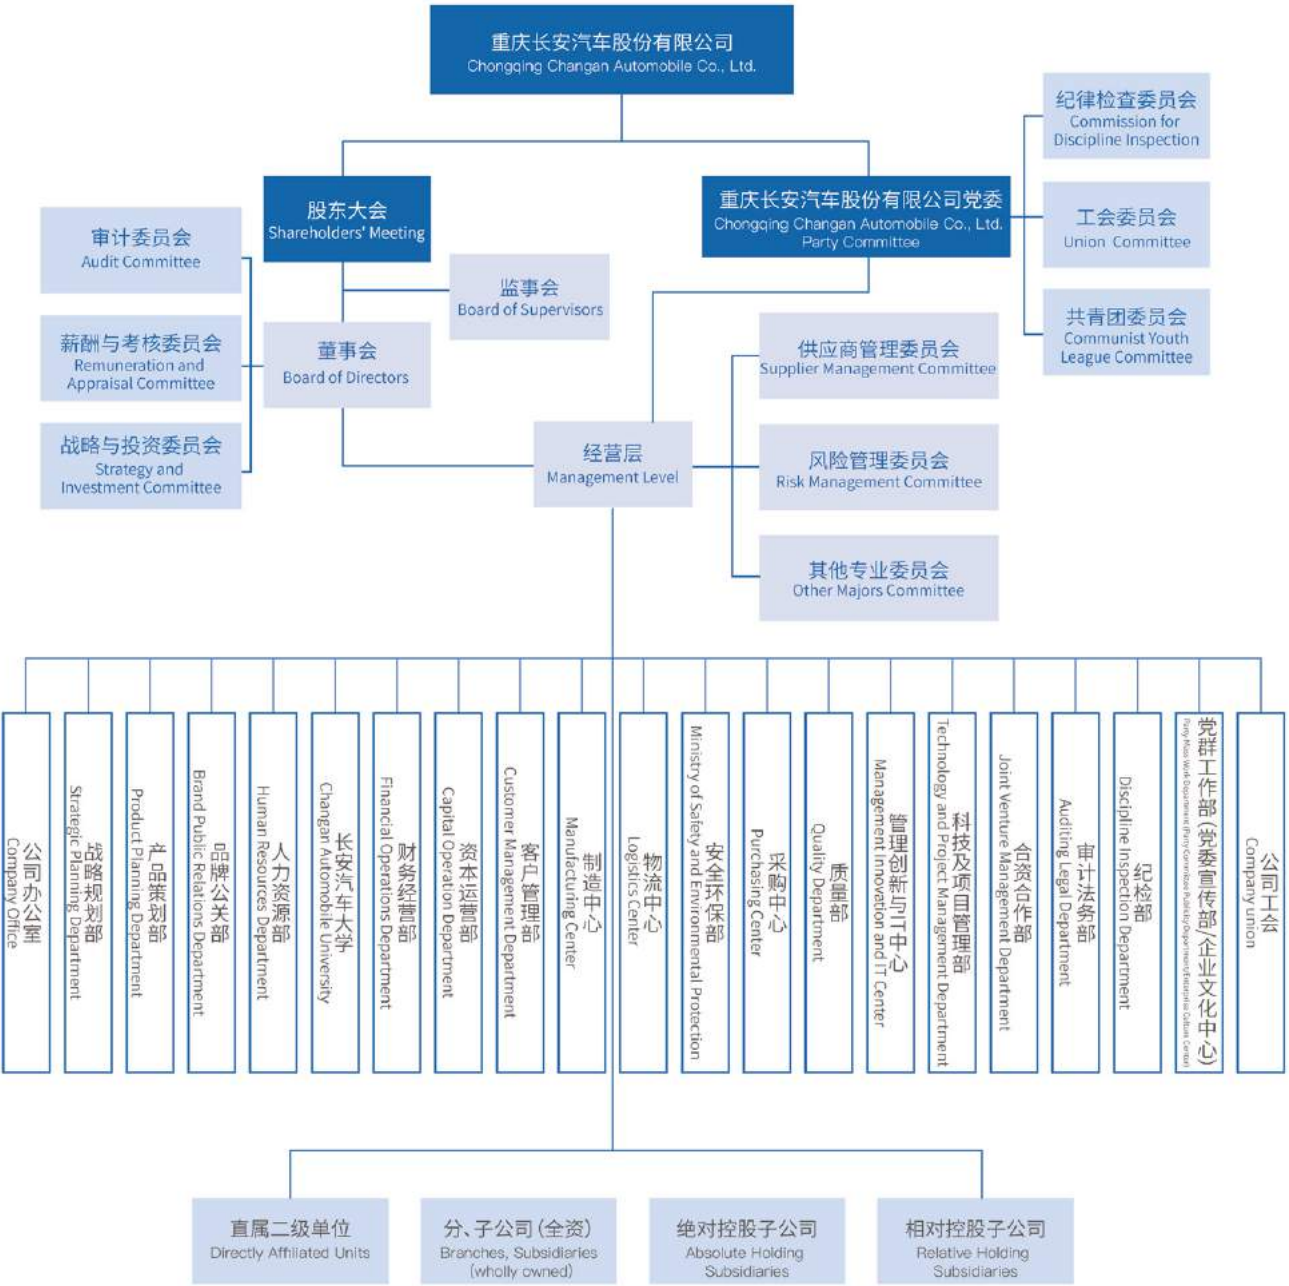 重庆长安汽车股份有限公司
Chongqing Changan Automobile Co., Ltd.
纪律检查委员会
Commission for
Discipline Inspection
股东大会
Shareholders' Meeting
重庆长安汽车股份有限公司党委
Chongqing Changan Automobile Co., Ltd.
Party Committee
工会委员会
Union Committee
审计委员会
Audit Committee
监事会
Board of Supervisors
共青团委员会
Communist Youth
League Committee
薪酬与考核委员会
Remuneration and
Appraisal Committee
董事会
Board of Directors
供应商管理委员会
Supplier Management Committee
战略与投资委员会
Strategy and
Investment Committee
经营层
Management Level
风险管理委员会
Risk Management Committee
其他专业委员会
Other Majors Committee
公司办公室
Company Office
战略规划部
Strategic Planning Department
产品策划部
Product Planning Department
品牌公关部
Brand Public Relations Department
人力资源部
Human Resources Department
长安汽车大学
Changan Automobile University
财务经营部
Financial Operations Department
资本运营部
Capital Operation Department
客户管理部
Customer Management Department
制造中心
Manufacturing Center
物流中心
Logistics Center
安全环保部
Ministry of Safety and Environmental Protection
采购中心
Purchasing Center
质量部
Quality Department
管理创新与IT中心
Management Innovation and IT Center
科技及项目管理部
Technology and Project Management Department
合资合作部
Joint Venture Management Department
审计法务部
Auditing Legal Department
纪检部
Discipline Inspection Department
党群工作部(党委宣传部/企业文化中心)
Party Mass Work Department (Party Committee Publicity Department/Enterprise Culture Center)
公司工会
Company union
直属二级单位
Directly Affiliated Units
分、子公司(全资)
Branches, Subsidiaries
(wholly owned)
绝对控股子公司
Absolute Holding
Subsidiaries
相对控股子公司
Relative Holding
Subsidiaries